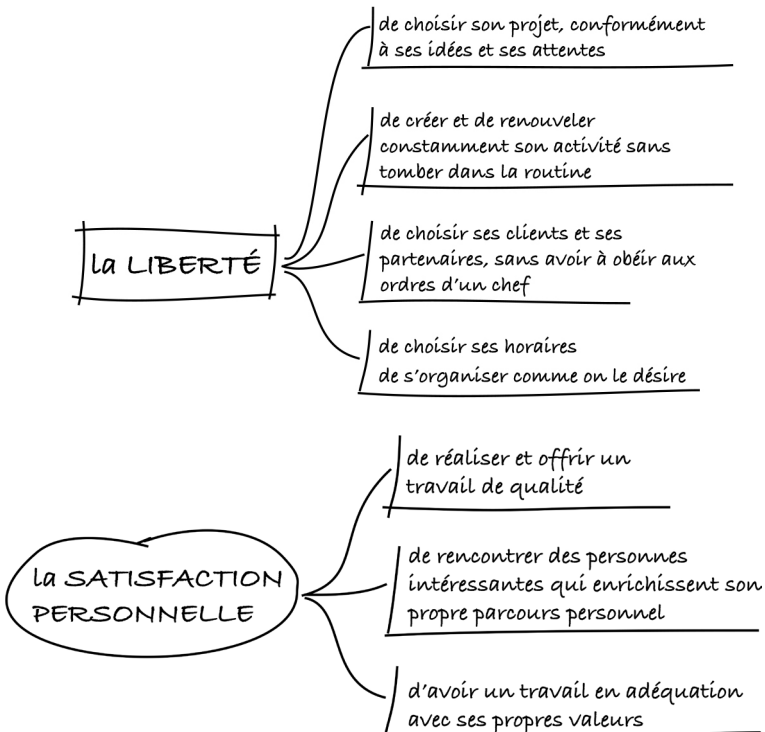 de choisir son projet, conformément
à ses idées et ses attentes
de créer et de renouveler
constamment son activité sans
tomber dans la routine
la LIBERTÉ
de choisir ses clients et ses
partenaires, sans avoir à obéir aux
ordres d'un chef
de choisir ses horaires
de s'organiser comme on le désire
de réaliser et offrir un
travail de qualité
la SATISFACTION
PERSONNELLE
de rencontrer des personnes
intéressantes qui enrichissent son
propre parcours personnel
d'avoir un travail en adéquation
avec ses propres valeurs